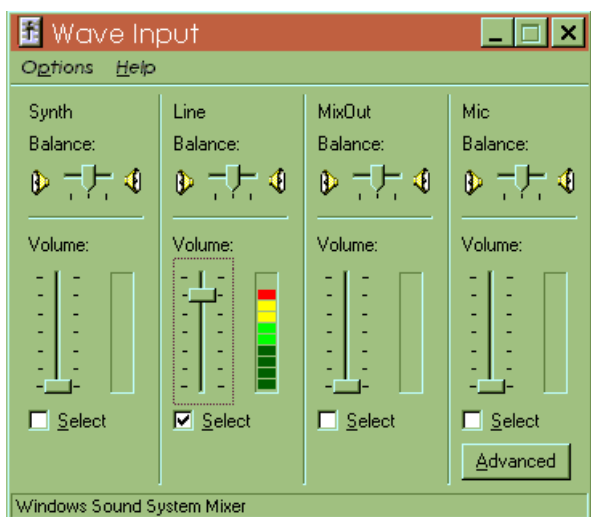 Wave Input
Options Help
Synth Line MixOut Mic
Balance: Balance: Balance: Balance:
Volume: Volume: Volume: Volume:
Select Select Select Select
Advanced
Windows Sound System Mixer